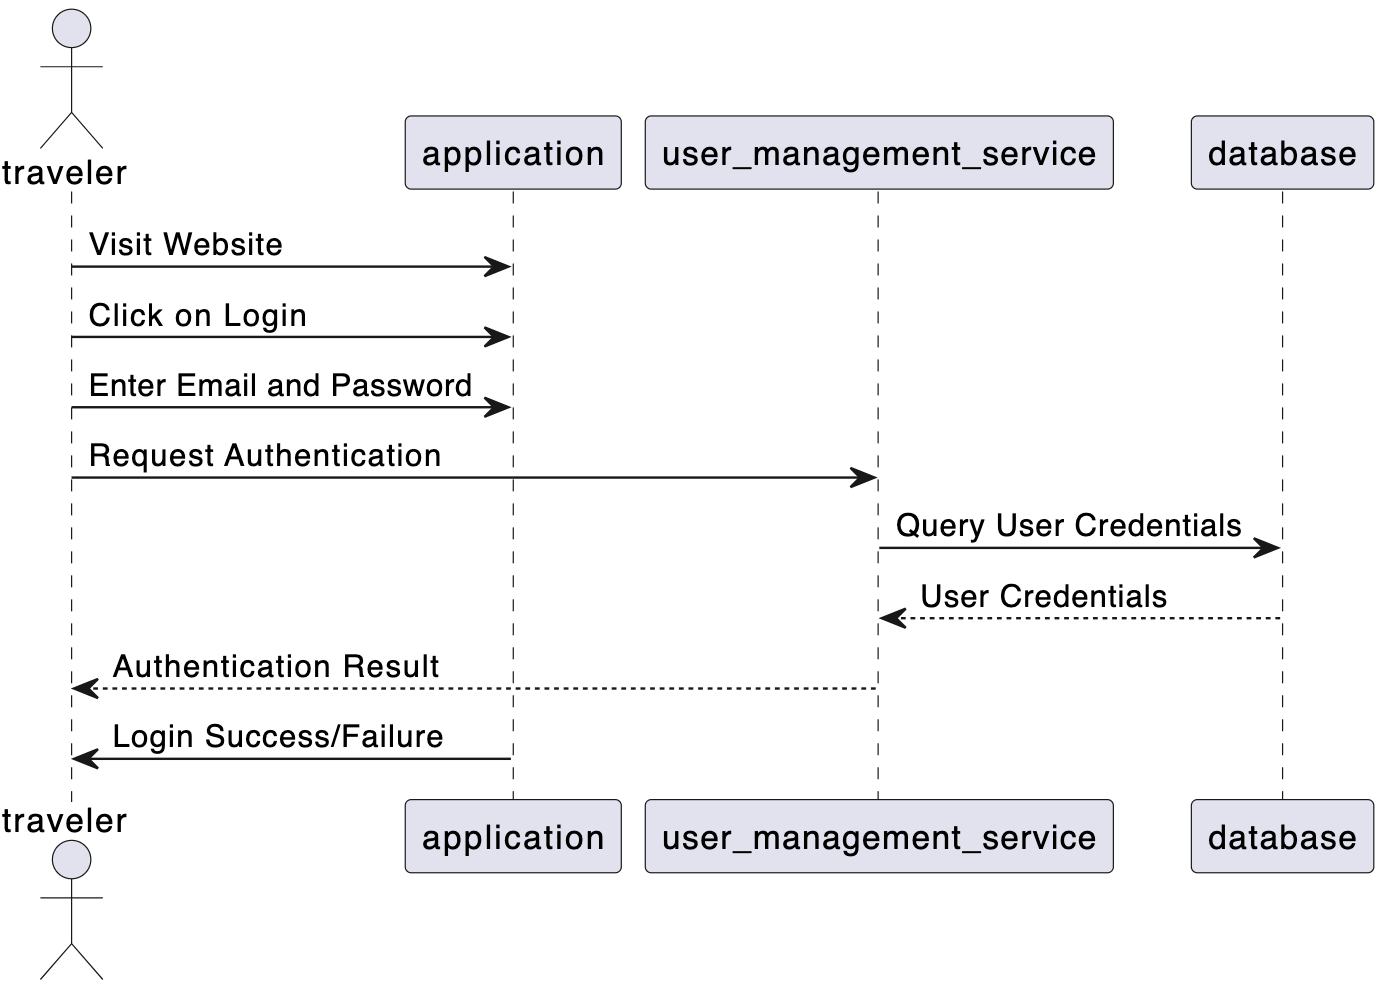 traveler
application
user_management_service
database
Visit Website
Click on Login
Enter Email and Password
Request Authentication
Query User Credentials
User Credentials
Authentication Result
Login Success/Failure
traveler
application
user_management_service
database